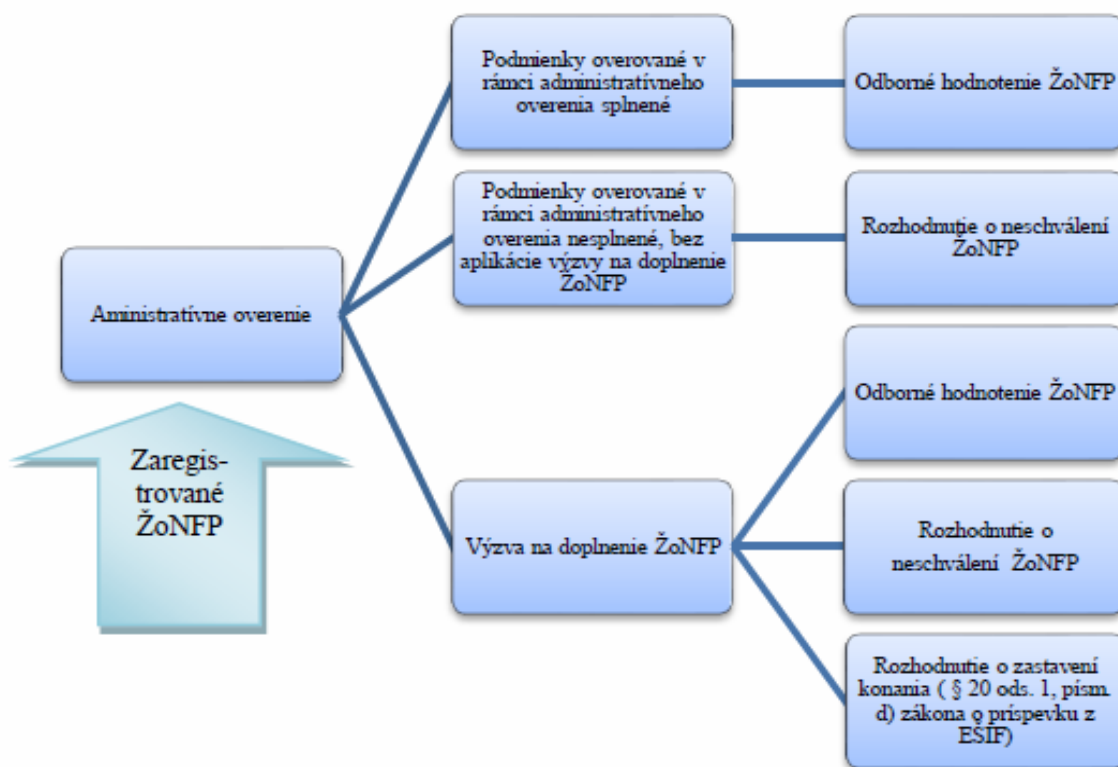 Podmienky overované v
rámci administratívneho
overenia splnené
Odborné hodnotenie ŽoNFP
Podmienky overované v
rámci administratívneho
overenia nesplnené, bez
aplikácie výzvy na doplnenie
ŽoNFP
Rozhodnutie o neschválení
ŽoNFP
Aministratívne overenie
Zaregis-
trované
ŽoNFP
Výzva na doplnenie ŽoNFP
Odborné hodnotenie ŽoNFP
Rozhodnutie o
neschválení ŽoNFP
Rozhodnutie o zastavení
konania ( § 20 ods. 1, písm.
d) zákona o príspevku z
EŠIF)